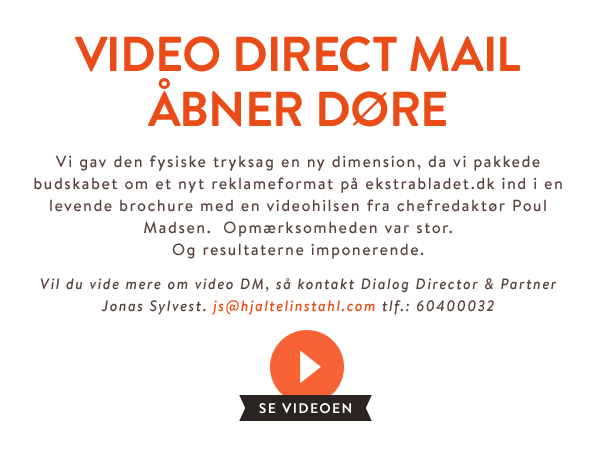 VIDEO DIRECT MAIL
ÅBNER DØRE
Vi gav den fysiske tryksag en ny dimension, da vi pakkede
budskabet om et nyt reklameformat på ekstrabladet.dk ind i en
levende brochure med en videohilsen fra chefredaktør Poul
Madsen. Opmærksomheden var stor.
Og resultaterne imponerende.
Vil du vide mere om video DM, så kontakt Dialog Director & Partner
Jonas Sylvest. js@hjaltelinstahl.com tlf.: 60400032
SE VIDEOEN